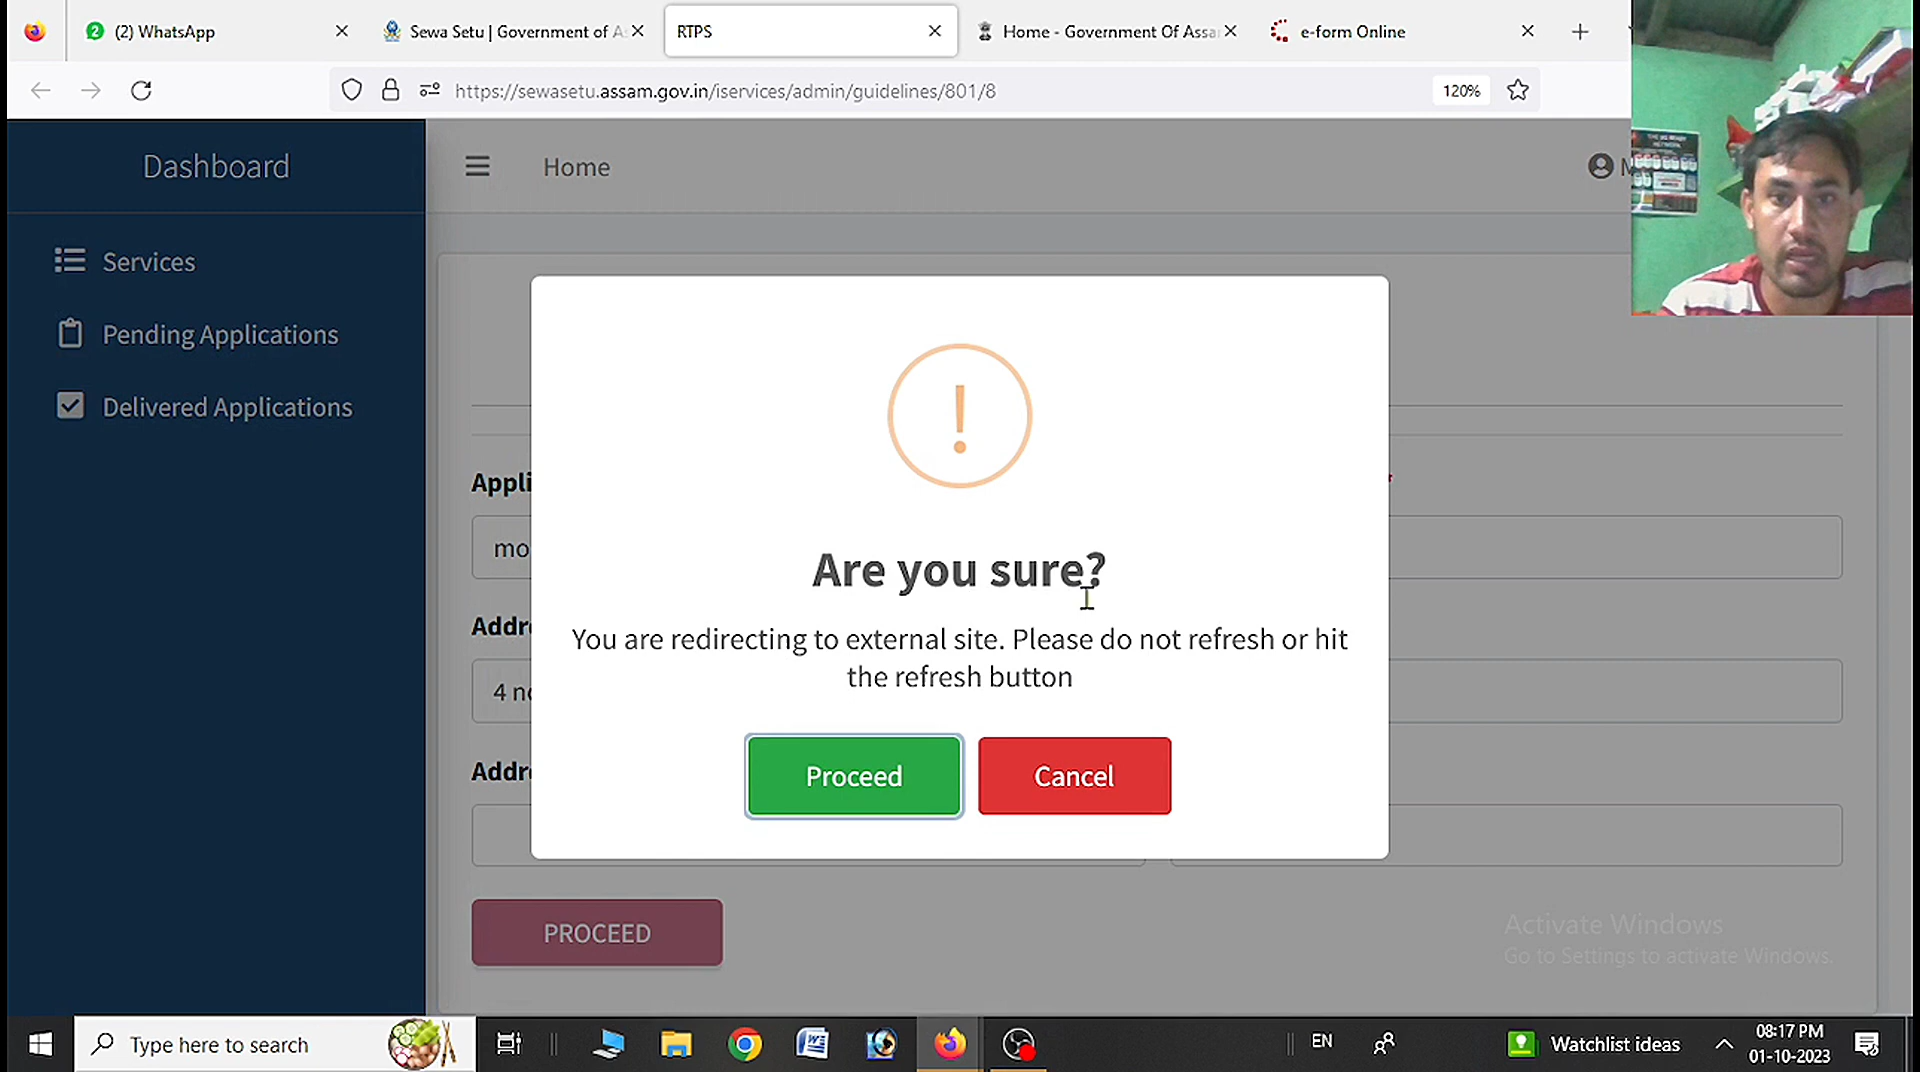 (2) WhatsApp
Sewa Setu | Government of A
RTPS
Home - Government Of Assa
e-form Online
https://sewasetu.assam.gov.in/iservices/admin/guidelines/801/8
120%
Dashboard
Home
M
Services
Pending Applications
Delivered Applications
Appli
*
mo
Are you sure?
Addre
You are redirecting to external site. Please do not refresh or hit
the refresh button
4 no
Proceed
Cancel
Addre
PROCEED
Activate Windows
Go to Settings to activate Windows.
Type here to search
EN
Watchlist ideas
08:17 PM
01-10-2023